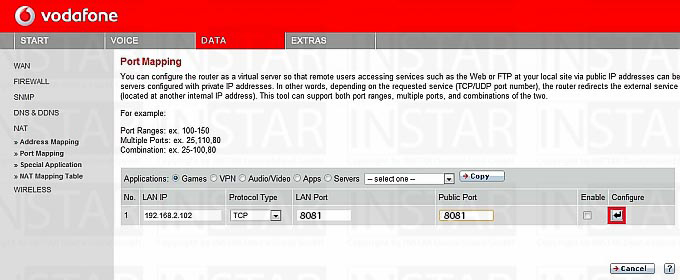 vodafone
START VOICE DATA EXTRAS
WAN
FIREWALL
SNMP
DNS & DDNS
NAT
» Address Mapping
» Port Mapping
» Special Application
» NAT Mapping Table
WIRELESS
Port Mapping
You can configure the router as a virtual server so that remote users accessing services such as the Web or FTP at your local site via public IP addresses can be
servers configured with private IP addresses. In other words, depending on the requested service (TCP/UDP port number), the router redirects the external service
(located at another internal IP address). This tool can support both port ranges, multiple ports, and combinations of the two.
For example:
Port Ranges: ex. 100-150
Multiple Ports: ex. 25,110,80
Combination: ex. 25-100,80
Applications: Games VPN Audio/Video Apps Servers -- select one -- Copy
No. LAN IP Protocol Type LAN Port Public Port Enable Configure
1 192.168.2.102 TCP 8081 8081
Cancel ?
INSTAR INSTAR INSTAR